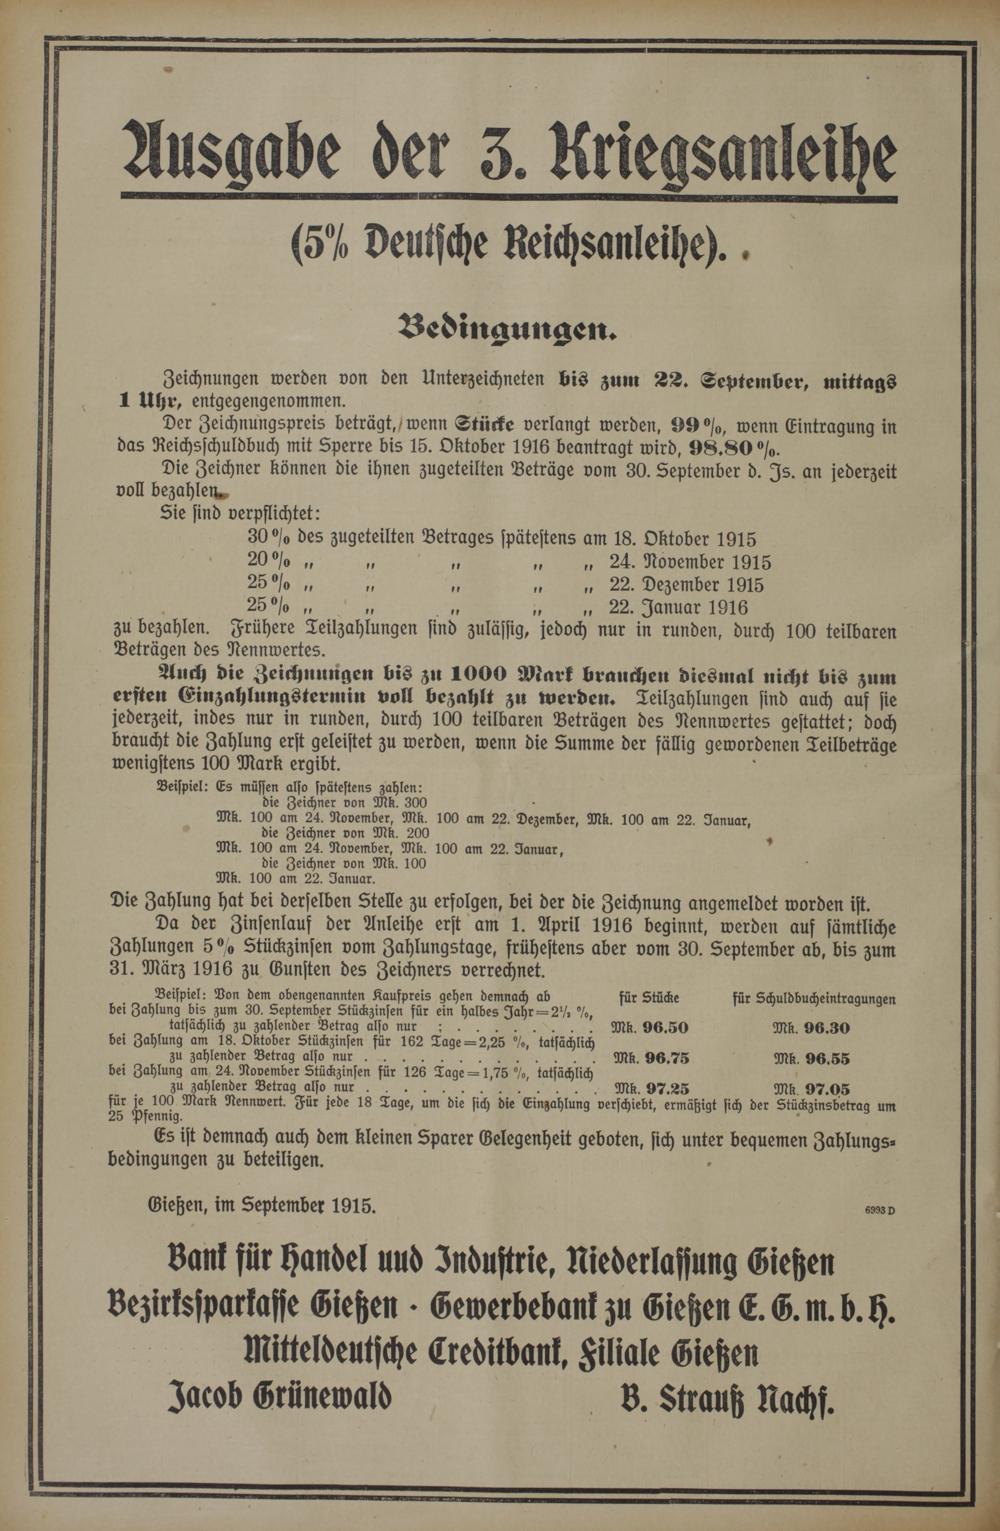 Ausgabe der 3. Kriegsanleihe
(5% Deutsche Reichsanleihe).
Bedingungen.
Zeichnungen werden von den Unterzeichneten bis zum 22. September, mittags
1 Uhr, entgegengenommen.
Der Zeichnungspreis beträgt, wenn Stücke verlangt werden, 99%, wenn Eintragung in
das Reichsschuldbuch mit Sperre bis 15. Oktober 1916 beantragt wird, 98.80%.
Die Zeichner können die ihnen zugeteilten Beträge vom 30. September d. Js. an jederzeit
voll bezahlen.
Sie sind verpflichtet:
30% des zugeteilten Betrages spätestens am 18. Oktober 1915
20% „ „ „ „ „ 24. November 1915
25% „ „ „ „ „ 22. Dezember 1915
25% „ „ „ „ „ 22. Januar 1916
zu bezahlen. Frühere Teilzahlungen sind zulässig, jedoch nur in runden, durch 100 teilbaren
Beträgen des Nennwertes.
Auch die Zeichnungen bis zu 1000 Mark brauchen diesmal nicht bis zum
ersten Einzahlungstermin voll bezahlt zu werden. Teilzahlungen sind auch auf sie
jederzeit, indes nur in runden, durch 100 teilbaren Beträgen des Nennwertes gestattet; doch
braucht die Zahlung erst geleistet zu werden, wenn die Summe der fällig gewordenen Teilbeträge
wenigstens 100 Mark ergibt.
Beispiel: Es müssen also spätestens zahlen:
die Zeichner von Mk. 300
Mk. 100 am 24. November, Mk. 100 am 22. Dezember, Mk. 100 am 22. Januar,
die Zeichner von Mk. 200
Mk. 100 am 24. November, Mk. 100 am 22. Januar,
die Zeichner von Mk. 100
Mk. 100 am 22. Januar.
Die Zahlung hat bei derselben Stelle zu erfolgen, bei der die Zeichnung angemeldet worden ist.
Da der Zinsenlauf der Anleihe erst am 1. April 1916 beginnt, werden auf sämtliche
Zahlungen 5% Stückzinsen vom Zahlungstage, frühestens aber vom 30. September ab, bis zum
31. März 1916 zu Gunsten des Zeichners verrechnet.
Beispiel: Von dem obengenannten Kaufpreis gehen demnach ab für Stücke für Schuldbucheintragungen
bei Zahlung bis zum 30. September Stückzinsen für ein halbes Jahr=2½ %,
tatsächlich zu zahlender Betrag also nur : . . . . . . . . Mk. 96.50 Mk. 96.30
bei Zahlung am 18. Oktober Stückzinsen für 162 Tage=2,25 %, tatsächlich
zu zahlender Betrag also nur . . . . . . . . . . . . Mk. 96.75 Mk. 96.55
bei Zahlung am 24. November Stückzinsen für 126 Tage=1,75 %, tatsächlich
zu zahlender Betrag also nur . . . . . . . . . . . . Mk. 97.25 Mk. 97.05
für je 100 Mark Nennwert. Für jede 18 Tage, um die sich die Einzahlung verschiebt, ermäßigt sich der Stückzinsbetrag um
25 Pfennig.
Es ist demnach auch dem kleinen Sparer Gelegenheit geboten, sich unter bequemen Zahlungs-
bedingungen zu beteiligen.
Gießen, im September 1915. 6993 D
Bank für Handel uud Industrie, Niederlassung Gießen
Bezirkssparkasse Gießen · Gewerbebank zu Gießen E. G. m. b. H.
Mitteldeutsche Creditbank, Filiale Gießen
Jacob Grünewald B. Strauß Nachf.